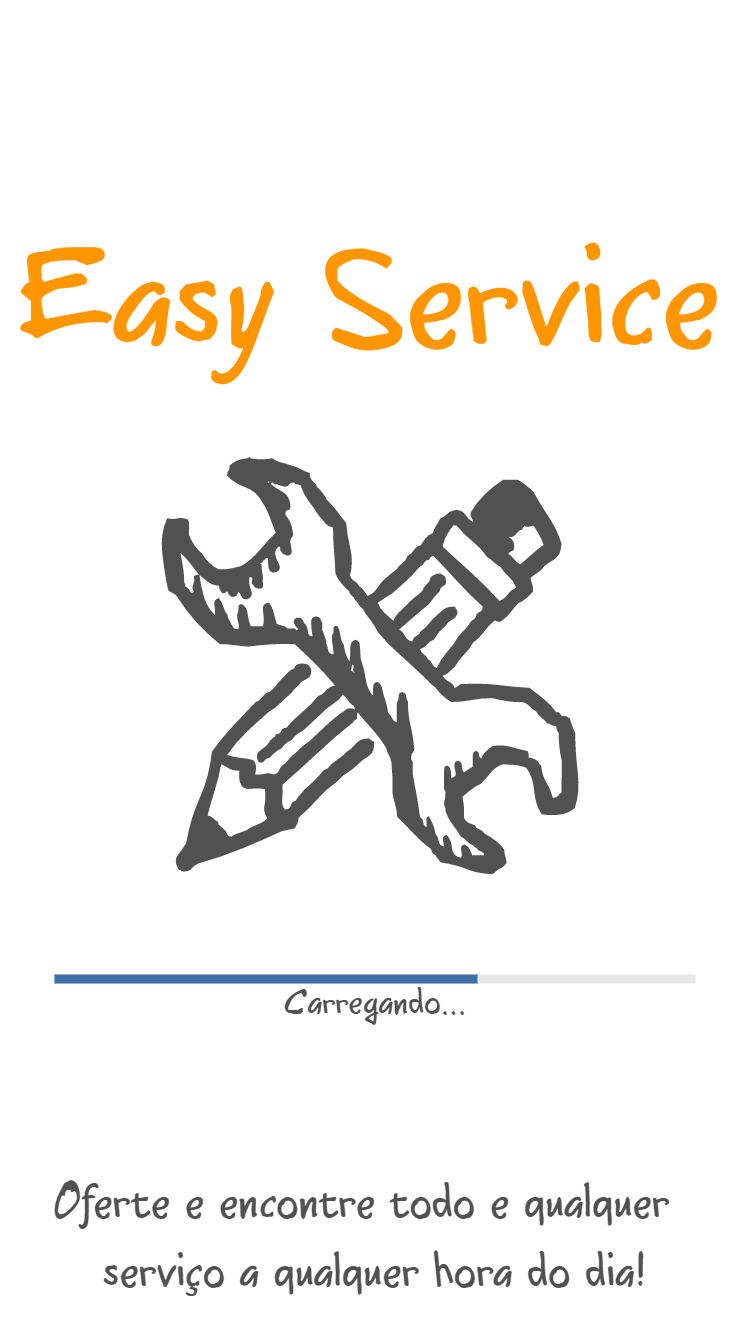 Easy Service
Carregando...
Oferte e encontre todo e qualquer
serviço a qualquer hora do dia!